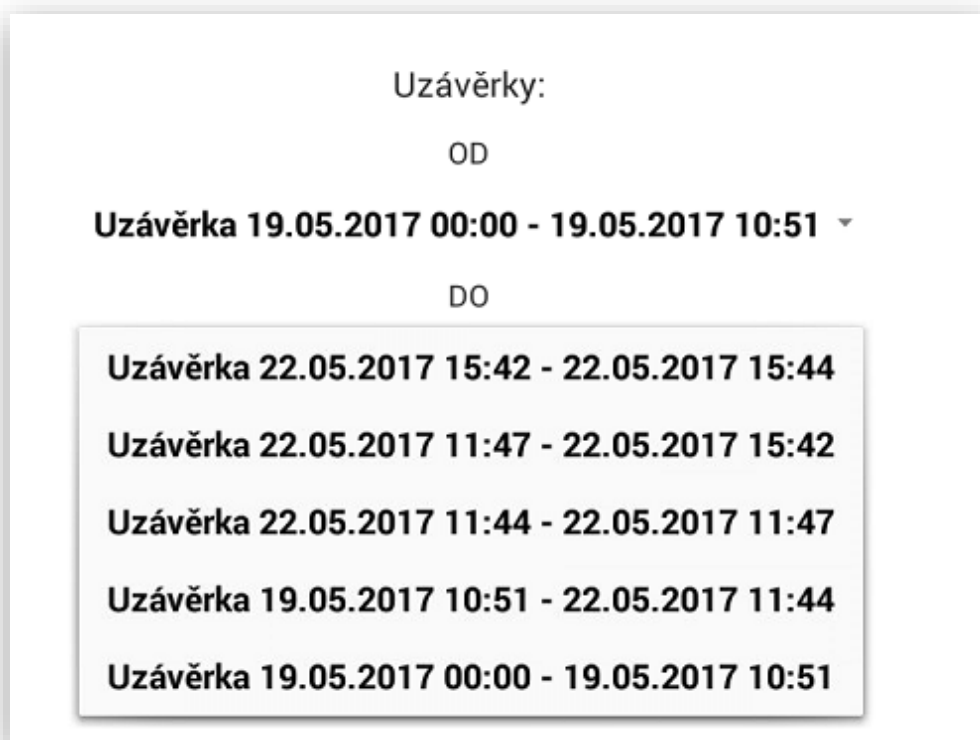 Uzávěrky:
OD
Uzávěrka 19.05.2017 00:00 - 19.05.2017 10:51
DO
Uzávěrka 22.05.2017 15:42 - 22.05.2017 15:44
Uzávěrka 22.05.2017 11:47 - 22.05.2017 15:42
Uzávěrka 22.05.2017 11:44 - 22.05.2017 11:47
Uzávěrka 19.05.2017 10:51 - 22.05.2017 11:44
Uzávěrka 19.05.2017 00:00 - 19.05.2017 10:51